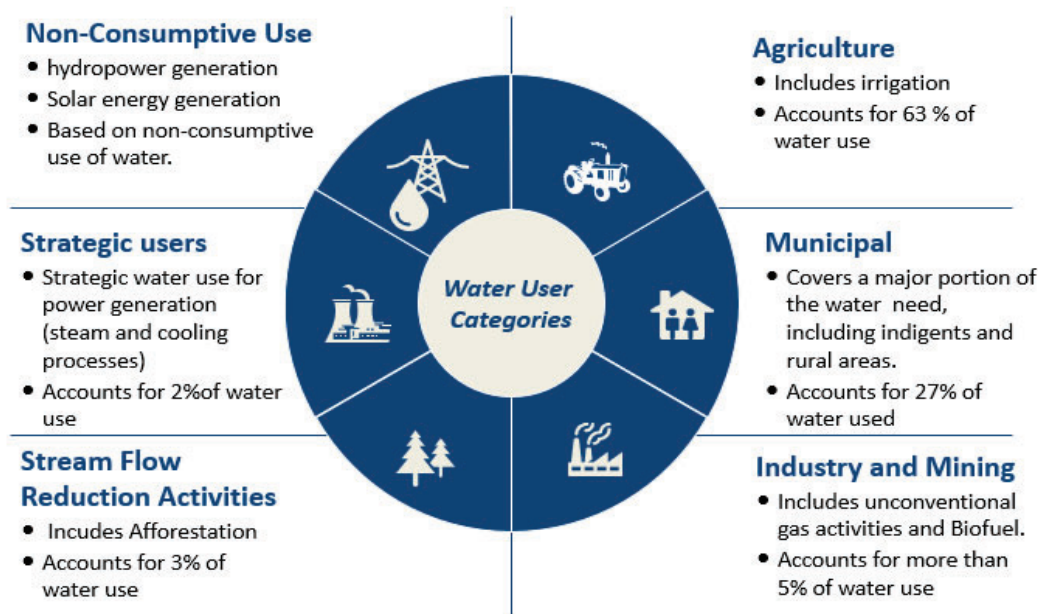 Non-Consumptive Use
• hydropower generation
• Solar energy generation
• Based on non-consumptive
use of water.
Agriculture
• Includes irrigation
• Accounts for 63 % of
water use
Strategic users
• Strategic water use for
power generation
(steam and cooling
processes)
• Accounts for 2%of water
use
Water User
Categories
Municipal
• Covers a major portion of
the water need,
including indigents and
rural areas.
• Accounts for 27% of
water used
Stream Flow
Reduction Activities
• Incudes Afforestation
• Accounts for 3% of
water use
Industry and Mining
• Includes unconventional
gas activities and Biofuel.
• Accounts for more than
5% of water use